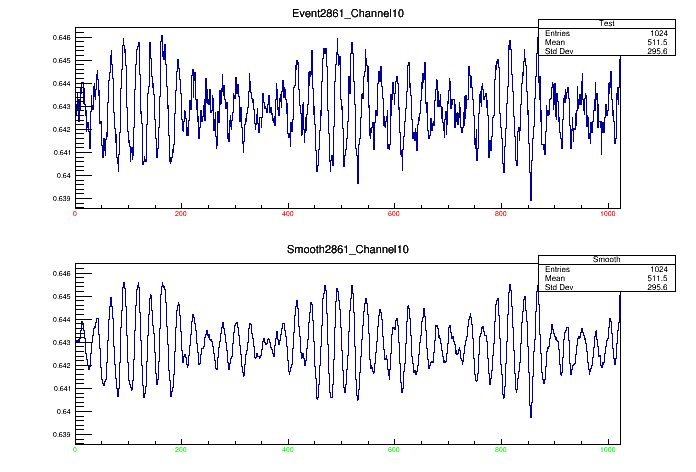 Event2861_Channel10
Test
Entries 1024
Mean 511.5
Std Dev 295.6
0.646
0.645
0.644
0.643
0.642
0.641
0.64
0.639
0 200 400 600 800 1000
Smooth2861_Channel10
Smooth
Entries 1024
Mean 511.5
Std Dev 295.6
0.646
0.645
0.644
0.643
0.642
0.641
0.64
0.639
0 200 400 600 800 1000